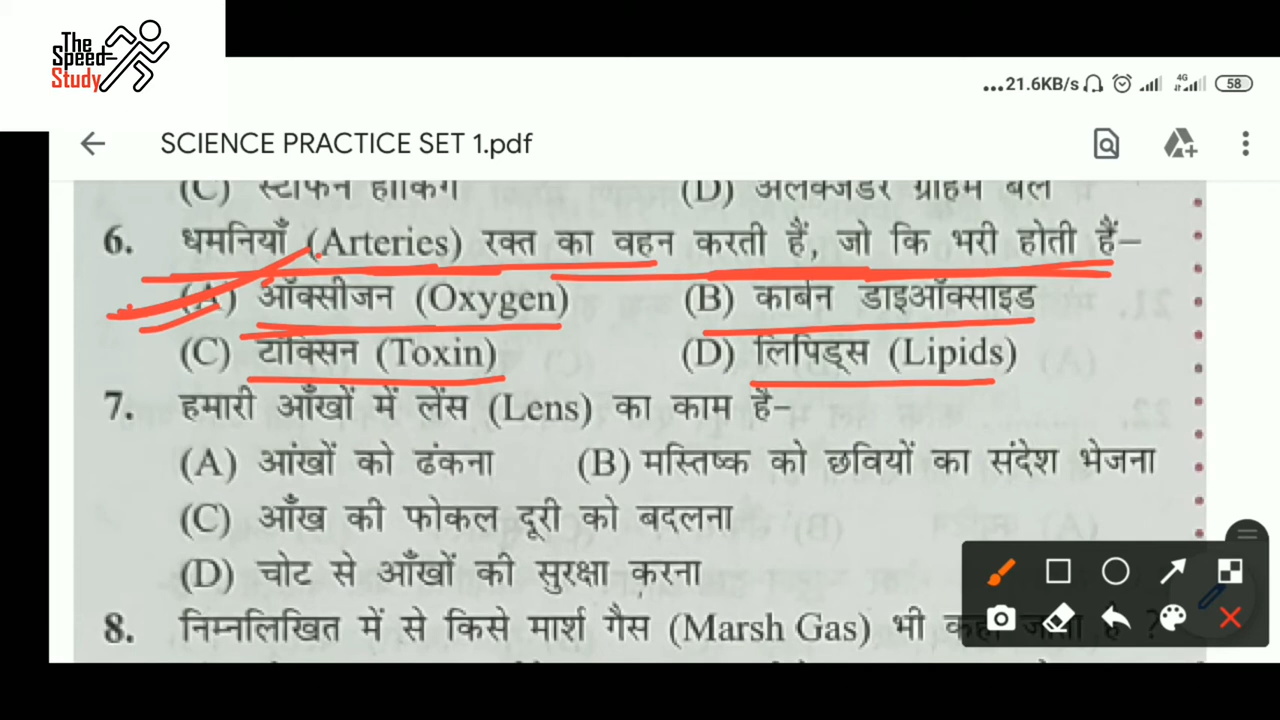 The
Speed
Study
...21.6KB/s 4G 58
SCIENCE PRACTICE SET 1.pdf
(C) स्टीफन हॉकिंग (D) अलेक्जेंडर ग्राहम बेल
6. धमनियाँ (Arteries) रक्त का वहन करती हैं, जो कि भरी होती हैं–
(A) ऑक्सीजन (Oxygen) (B) कार्बन डाइऑक्साइड
(C) टॉक्सिन (Toxin) (D) लिपिड्स (Lipids)
7. हमारी आँखों में लेंस (Lens) का काम है–
(A) आंखों को ढंकना (B) मस्तिष्क को छवियों का संदेश भेजना
(C) आँख की फोकल दूरी को बदलना
(D) चोट से आँखों की सुरक्षा करना
8. निम्नलिखित में से किसे मार्श गैस (Marsh Gas) भी कहा जाता है ?